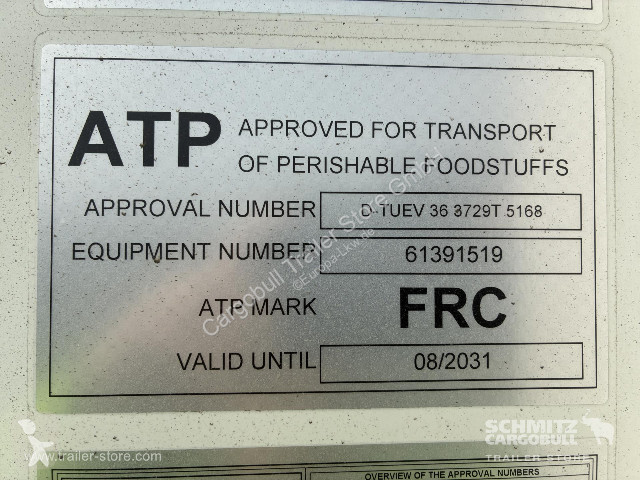 ATP APPROVED FOR TRANSPORT
OF PERISHABLE FOODSTUFFS
APPROVAL NUMBER D-TUEV 36 3729T 5168
EQUIPMENT NUMBER 61391519
ATP MARK FRC
VALID UNTIL 08/2031
Cargobull Trailer Store GmbH
©Europa-Lkw.de
SCHMITZ
CARGOBULL
www.trailer-store.com
OVERVIEW OF THE APPROVAL NUMBERS